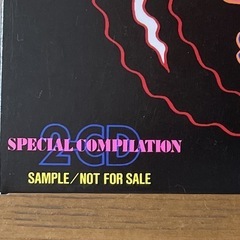 2CD
SPECIAL COMPILATION
SAMPLE/NOT FOR SALE